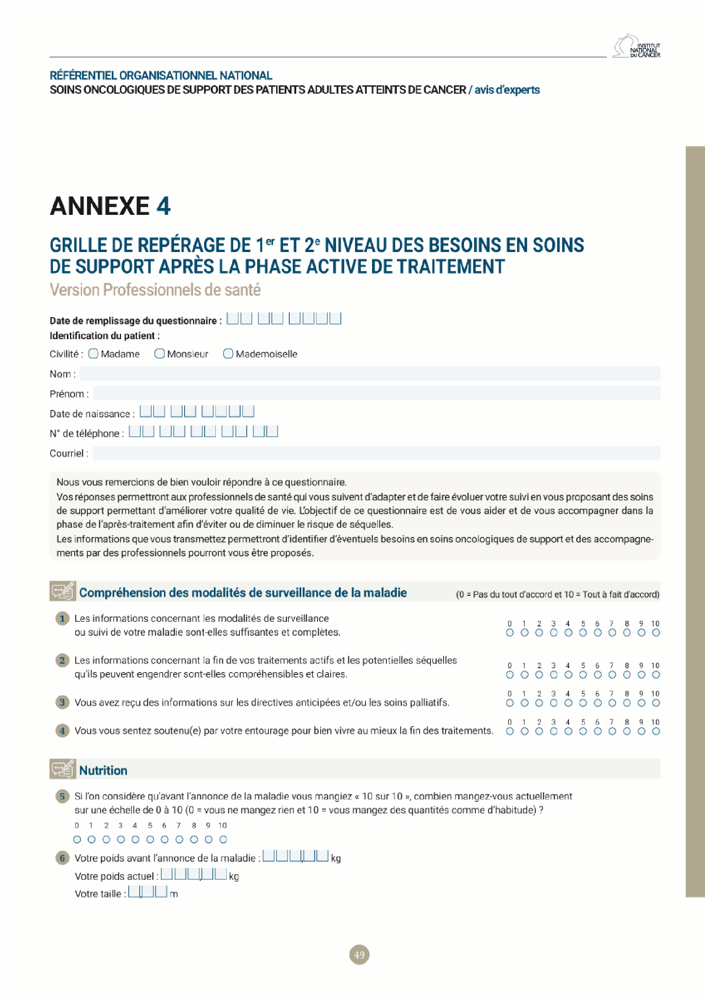 INSTITUT
NATIONAL
DU CANCER
RÉFÉRENTIEL ORGANISATIONNEL NATIONAL
SOINS ONCOLOGIQUES DE SUPPORT DES PATIENTS ADULTES ATTEINTS DE CANCER / avis d'experts
ANNEXE 4
GRILLE DE REPÉRAGE DE 1er ET 2e NIVEAU DES BESOINS EN SOINS
DE SUPPORT APRÈS LA PHASE ACTIVE DE TRAITEMENT
Version Professionnels de santé
Date de remplissage du questionnaire :
Identification du patient :
Civilité : Madame Monsieur Mademoiselle
Nom :
Prénom :
Date de naissance :
N° de téléphone :
Courriel :
Nous vous remercions de bien vouloir répondre à ce questionnaire.
Vos réponses permettront aux professionnels de santé qui vous suivent d'adapter et de faire évoluer votre suivi en vous proposant des soins
de support permettant d'améliorer votre qualité de vie. L'objectif de ce questionnaire est de vous aider et de vous accompagner dans la
phase de l'après-traitement afin d'éviter ou de diminuer le risque de séquelles.
Les informations que vous transmettez permettront d'identifier d'éventuels besoins en soins oncologiques de support et des accompagne-
ments par des professionnels pourront vous être proposés.
Compréhension des modalités de surveillance de la maladie (0 = Pas du tout d'accord et 10 = Tout à fait d'accord)
1 Les informations concernant les modalités de surveillance
ou suivi de votre maladie sont-elles suffisantes et complètes.
0 1 2 3 4 5 6 7 8 9 10
2 Les informations concernant la fin de vos traitements actifs et les potentielles séquelles
qu'ils peuvent engendrer sont-elles compréhensibles et claires.
0 1 2 3 4 5 6 7 8 9 10
3 Vous avez reçu des informations sur les directives anticipées et/ou les soins palliatifs.
0 1 2 3 4 5 6 7 8 9 10
4 Vous vous sentez soutenu(e) par votre entourage pour bien vivre au mieux la fin des traitements.
0 1 2 3 4 5 6 7 8 9 10
Nutrition
5 Si l'on considère qu'avant l'annonce de la maladie vous mangiez « 10 sur 10 », combien mangez-vous actuellement
sur une échelle de 0 à 10 (0 = vous ne mangez rien et 10 = vous mangez des quantités comme d'habitude) ?
0 1 2 3 4 5 6 7 8 9 10
6 Votre poids avant l'annonce de la maladie : , kg
Votre poids actuel : , kg
Votre taille : , m
49